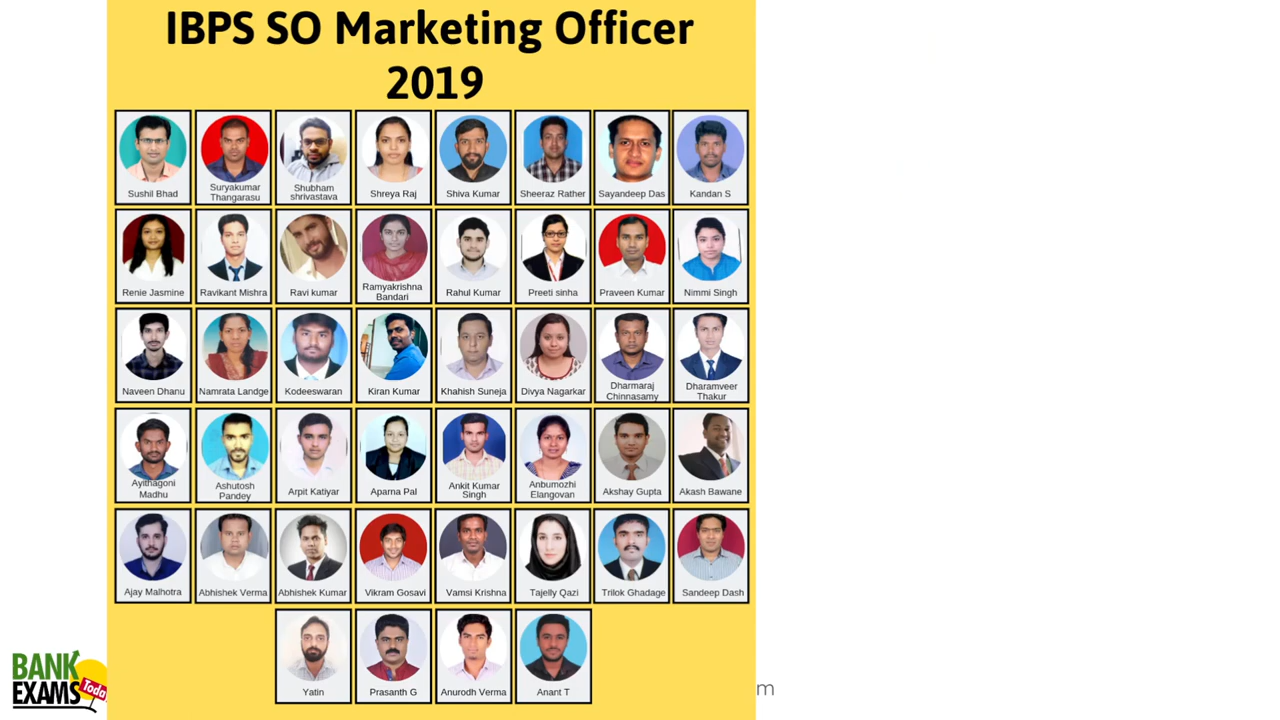 IBPS SO Marketing Officer
2019
Sushil Bhad
Suryakumar
Thangarasu
Shubham
shrivastava
Shreya Raj
Shiva Kumar
Sheeraz Rather
Sayandeep Das
Kandan S
Renie Jasmine
Ravikant Mishra
Ravi kumar
Ramyakrishna
Bandari
Rahul Kumar
Preeti sinha
Praveen Kumar
Nimmi Singh
Naveen Dhanu
Namrata Landge
Kodeeswaran
Kiran Kumar
Khahish Suneja
Divya Nagarkar
Dharmaraj
Chinnasamy
Dharamveer
Thakur
Ayithagoni
Madhu
Ashutosh
Pandey
Arpit Katiyar
Aparna Pal
Ankit Kumar
Singh
Anbumozhi
Elangovan
Akshay Gupta
Akash Bawane
Ajay Malhotra
Abhishek Verma
Abhishek Kumar
Vikram Gosavi
Vamsi Krishna
Tajelly Qazi
Trilok Ghadage
Sandeep Dash
Yatin
Prasanth G
Anurodh Verma
Anant T
BANK
EXAMS
Toda
m